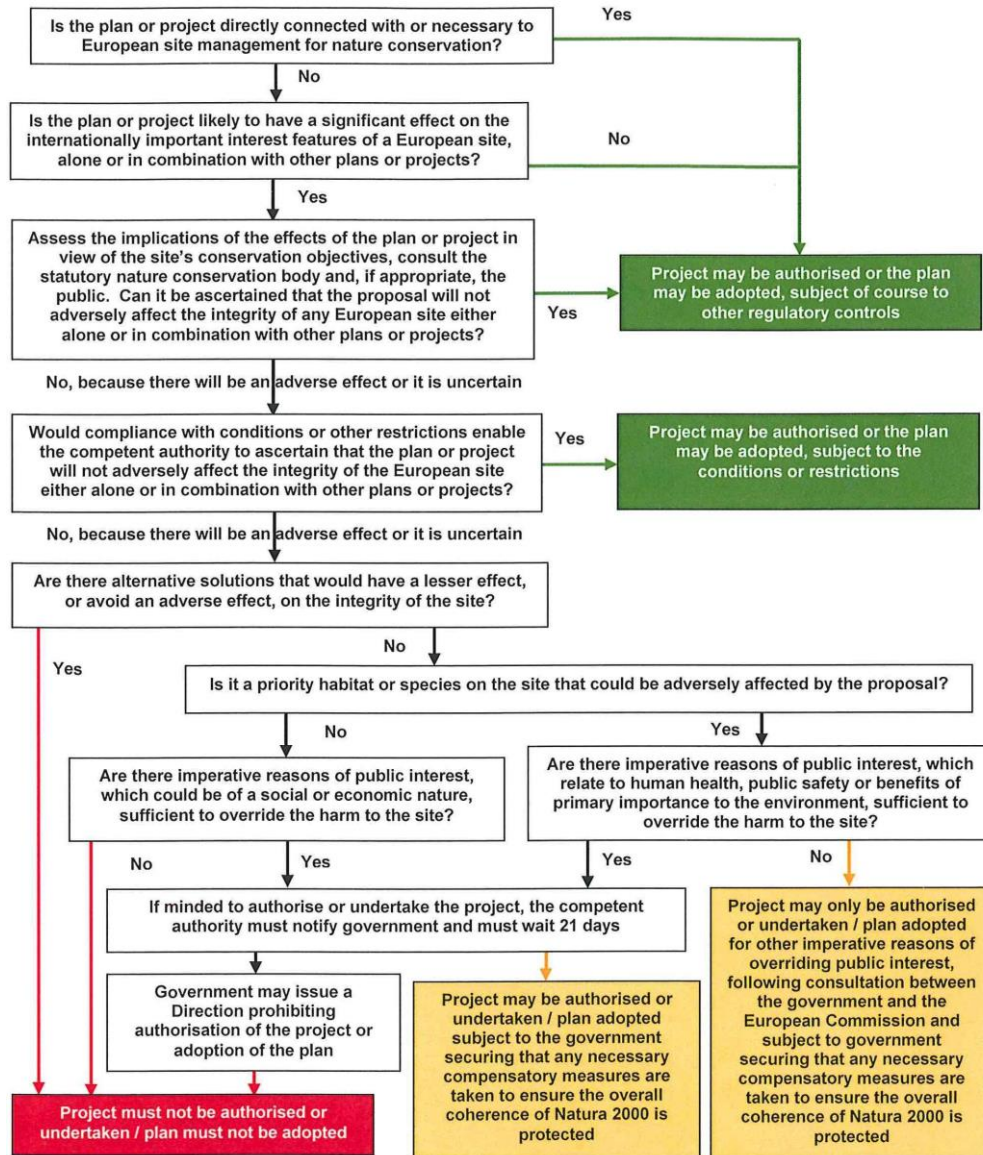 Is the plan or project directly connected with or necessary to
European site management for nature conservation?
Yes
No
Is the plan or project likely to have a significant effect on the
internationally important interest features of a European site,
alone or in combination with other plans or projects?
No
Yes
Assess the implications of the effects of the plan or project in
view of the site's conservation objectives, consult the
statutory nature conservation body and, if appropriate, the
public. Can it be ascertained that the proposal will not
adversely affect the integrity of any European site either
alone or in combination with other plans or projects?
Yes
Project may be authorised or the plan
may be adopted, subject of course to
other regulatory controls
No, because there will be an adverse effect or it is uncertain
Would compliance with conditions or other restrictions enable
the competent authority to ascertain that the plan or project
will not adversely affect the integrity of the European site
either alone or in combination with other plans or projects?
Yes
Project may be authorised or the plan
may be adopted, subject to the
conditions or restrictions
No, because there will be an adverse effect or it is uncertain
Are there alternative solutions that would have a lesser effect,
or avoid an adverse effect, on the integrity of the site?
Yes
No
Is it a priority habitat or species on the site that could be adversely affected by the proposal?
No
Yes
Are there imperative reasons of public interest,
which could be of a social or economic nature,
sufficient to override the harm to the site?
Are there imperative reasons of public interest, which
relate to human health, public safety or benefits of
primary importance to the environment, sufficient to
override the harm to the site?
No
Yes
Yes
No
If minded to authorise or undertake the project, the competent
authority must notify government and must wait 21 days
Government may issue a
Direction prohibiting
authorisation of the project or
adoption of the plan
Project may be authorised or
undertaken / plan adopted
subject to the government
securing that any necessary
compensatory measures are
taken to ensure the overall
coherence of Natura 2000 is
protected
Project may only be authorised
or undertaken / plan adopted
for other imperative reasons of
overriding public interest,
following consultation between
the government and the
European Commission and
subject to government
securing that any necessary
compensatory measures are
taken to ensure the overall
coherence of Natura 2000 is
protected
Project must not be authorised or
undertaken / plan must not be adopted